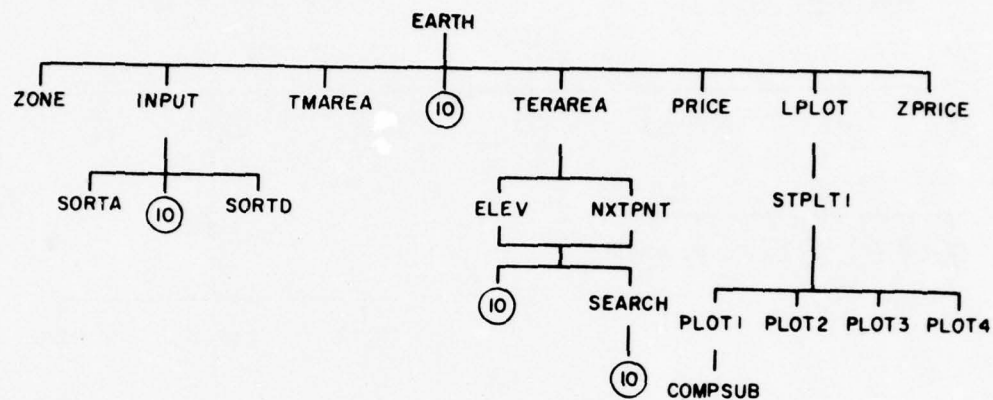 EARTH
ZONE INPUT TMAREA 10 TERAREA PRICE LPLOT ZPRICE
SORTA 10 SORTD ELEV NXTPNT STPLT1
10 SEARCH PLOT1 PLOT2 PLOT3 PLOT4
10 COMPSUB